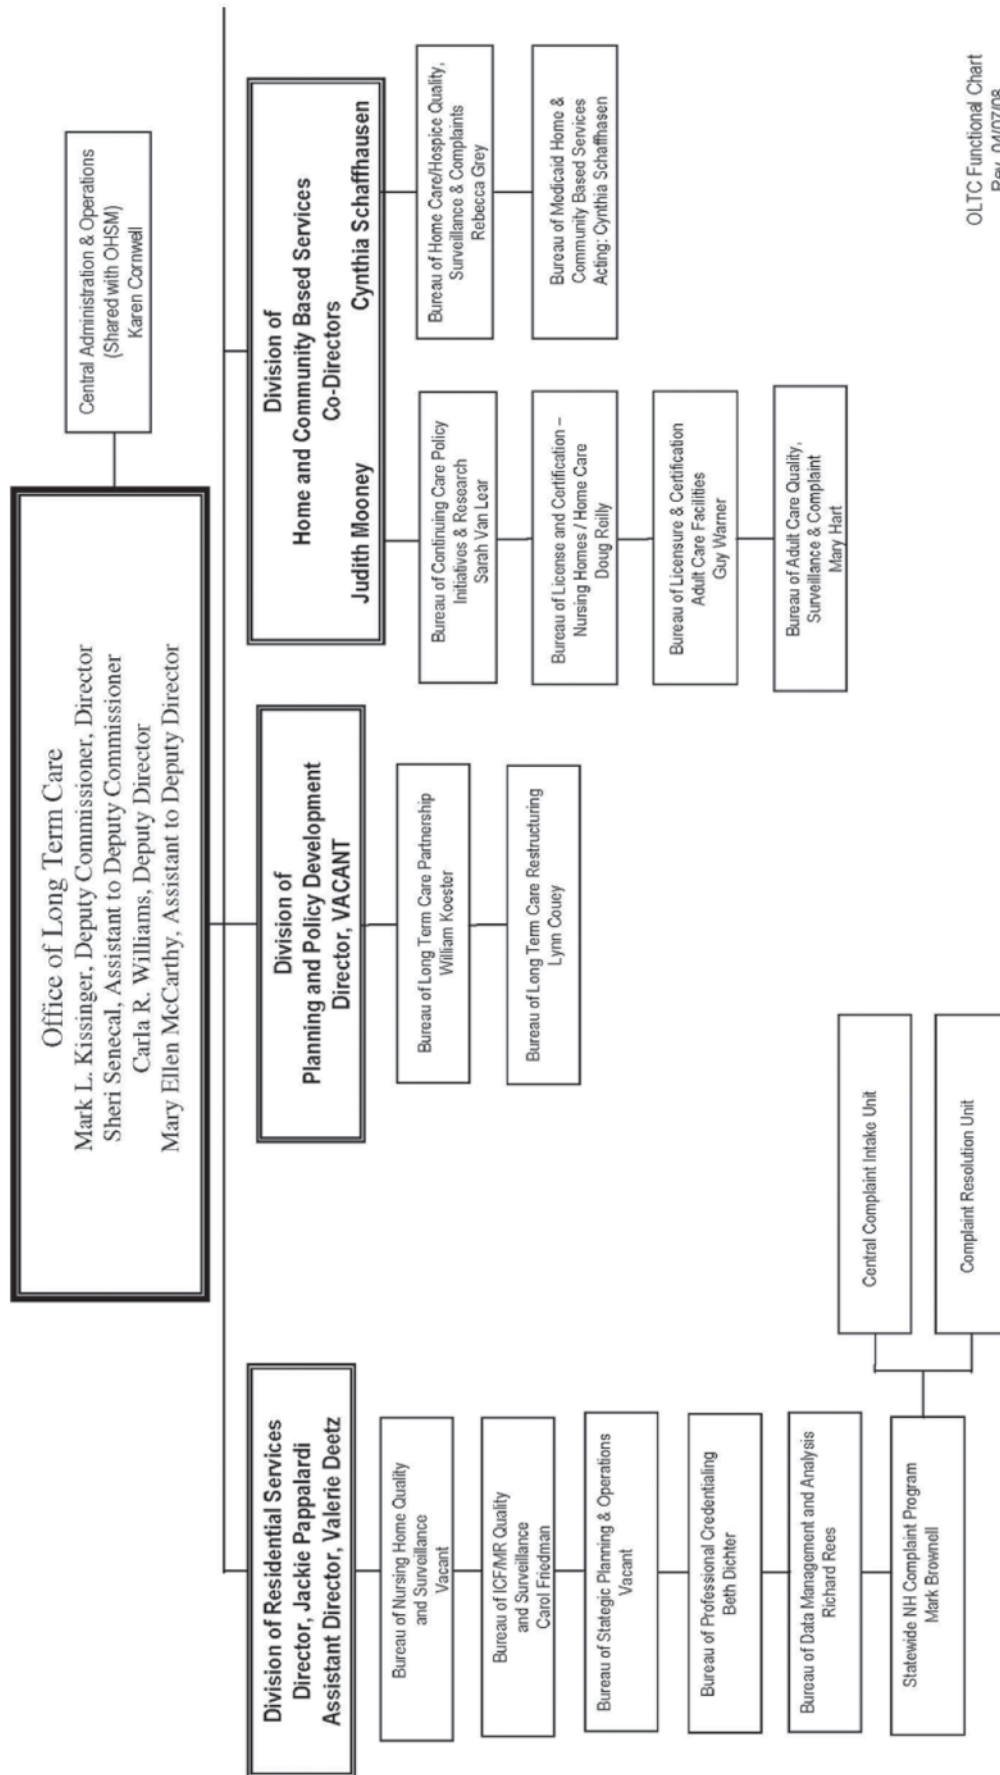 Office of Long Term Care
Mark L. Kissinger, Deputy Commissioner, Director
Sheri Senecal, Assistant to Deputy Commissioner
Carla R. Williams, Deputy Director
Mary Ellen McCarthy, Assistant to Deputy Director
Central Administration & Operations
(Shared with OHSM)
Karen Cornwell
Division of Residential Services
Director, Jackie Pappalardi
Assistant Director, Valerie Deetz
Bureau of Nursing Home Quality
and Surveillance
Vacant
Bureau of ICF/MR Quality
and Surveillance
Carol Friedman
Bureau of Stategic Planning & Operations
Vacant
Bureau of Professional Credentialing
Beth Dichter
Bureau of Data Management and Analysis
Richard Rees
Statewide NH Complaint Program
Mark Brownell
Central Complaint Intake Unit
Complaint Resolution Unit
Division of
Planning and Policy Development
Director, VACANT
Bureau of Long Term Care Partnership
William Koester
Bureau of Long Term Care Restructuring
Lynn Couey
Division of
Home and Community Based Services
Co-Directors
Judith Mooney Cynthia Schaffhausen
Bureau of Continuing Care Policy
Initiatives & Research
Sarah Van Lear
Bureau of License and Certification –
Nursing Homes / Home Care
Doug Reilly
Bureau of Licensure & Certification
Adult Care Facilities
Guy Warner
Bureau of Adult Care Quality,
Surveillance & Complaint
Mary Hart
Bureau of Home Care/Hospice Quality,
Surveillance & Complaints
Rebecca Grey
Bureau of Medicaid Home &
Community Based Services
Acting: Cynthia Schaffhasen
OLTC Functional Chart
Rev. 04/07/08